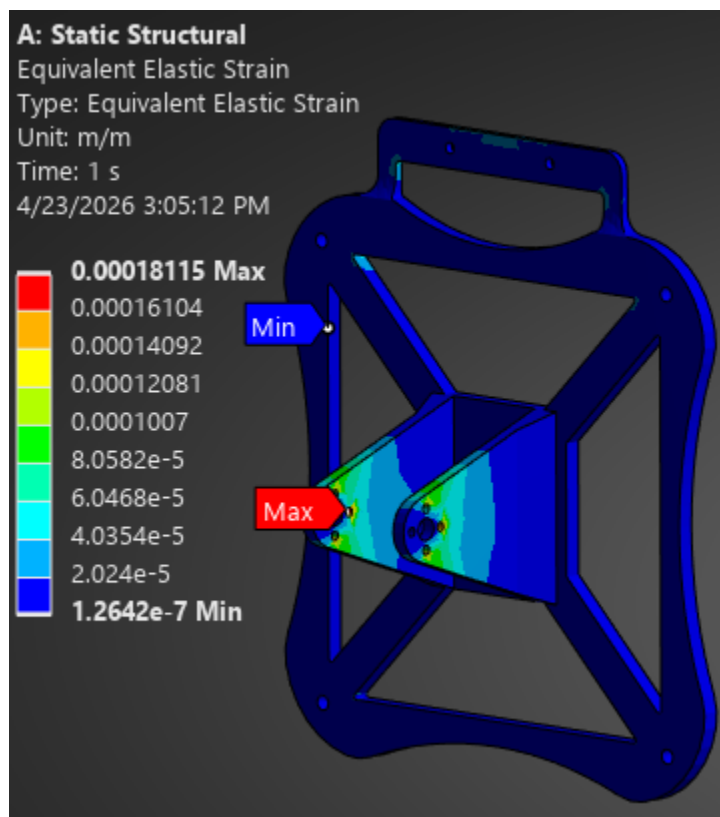 A: Static Structural
Equivalent Elastic Strain
Type: Equivalent Elastic Strain
Unit: m/m
Time: 1 s
4/23/2026 3:05:12 PM
0.00018115 Max
0.00016104
0.00014092
0.00012081
0.0001007
8.0582e-5
6.0468e-5
4.0354e-5
2.024e-5
1.2642e-7 Min
Min
Max